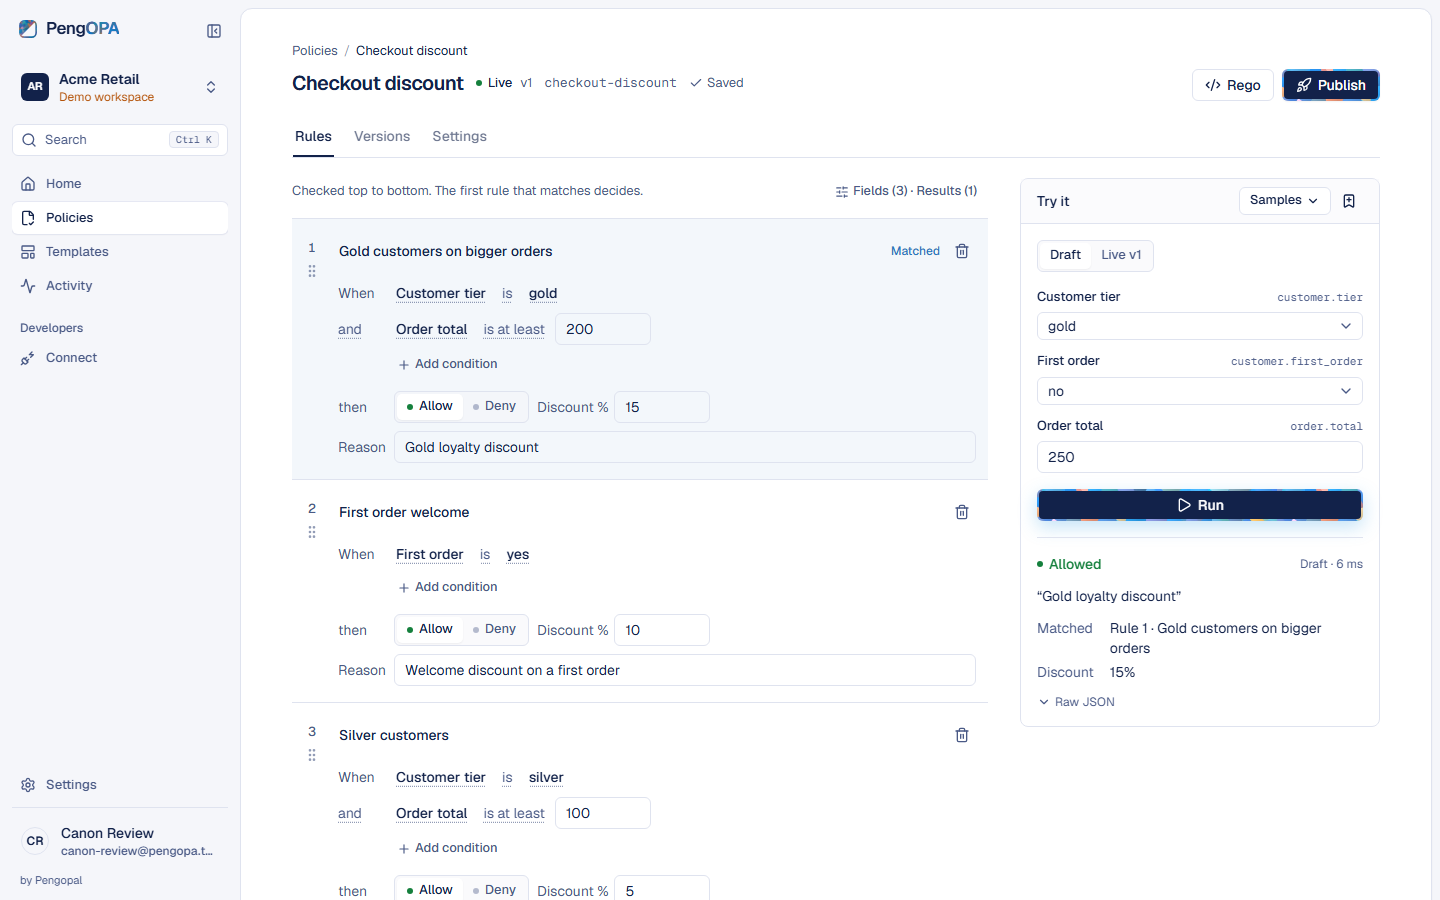 PengOPA
AR
Acme Retail
Demo workspace
Search
Ctrl K
Home
Policies
Templates
Activity
Developers
Connect
Settings
CR
Canon Review
canon-review@pengopa.t...
by Pengopal
Policies / Checkout discount
Checkout discount
Live v1 checkout-discount Saved
Rego
Publish
Rules Versions Settings
Checked top to bottom. The first rule that matches decides.
Fields (3) · Results (1)
1 Gold customers on bigger orders Matched
When Customer tier is gold
and Order total is at least 200
Add condition
then Allow Deny Discount % 15
Reason Gold loyalty discount
2 First order welcome
When First order is yes
Add condition
then Allow Deny Discount % 10
Reason Welcome discount on a first order
3 Silver customers
When Customer tier is silver
and Order total is at least 100
Add condition
then Allow Deny Discount % 5
Try it Samples
Draft Live v1
Customer tier customer.tier
gold
First order customer.first_order
no
Order total order.total
250
Run
Allowed Draft · 6 ms
“Gold loyalty discount”
Matched Rule 1 · Gold customers on bigger
orders
Discount 15%
Raw JSON